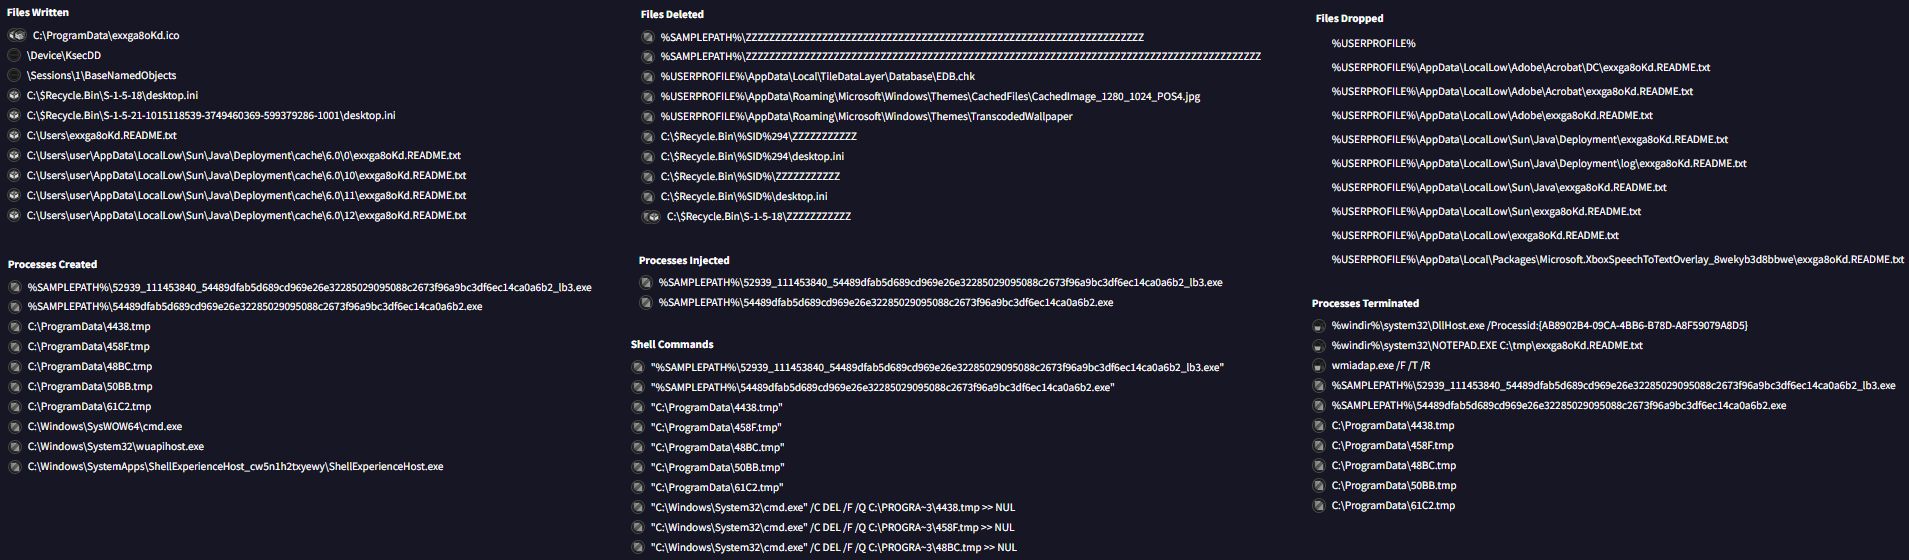 Files Written
C:\ProgramData\exxga8oKd.ico
\Device\KsecDD
\Sessions\1\BaseNamedObjects
C:\$Recycle.Bin\S-1-5-18\desktop.ini
C:\$Recycle.Bin\S-1-5-21-1015118539-3749460369-599379286-1001\desktop.ini
C:\Users\exxga8oKd.README.txt
C:\Users\user\AppData\LocalLow\Sun\Java\Deployment\cache\6.0\0\exxga8oKd.README.txt
C:\Users\user\AppData\LocalLow\Sun\Java\Deployment\cache\6.0\10\exxga8oKd.README.txt
C:\Users\user\AppData\LocalLow\Sun\Java\Deployment\cache\6.0\11\exxga8oKd.README.txt
C:\Users\user\AppData\LocalLow\Sun\Java\Deployment\cache\6.0\12\exxga8oKd.README.txt
Processes Created
%SAMPLEPATH%\52939_111453840_54489dfab5d689cd969e26e32285029095088c2673f96a9bc3df6ec14ca0a6b2_lb3.exe
%SAMPLEPATH%\54489dfab5d689cd969e26e32285029095088c2673f96a9bc3df6ec14ca0a6b2.exe
C:\ProgramData\4438.tmp
C:\ProgramData\458F.tmp
C:\ProgramData\48BC.tmp
C:\ProgramData\50BB.tmp
C:\ProgramData\61C2.tmp
C:\Windows\SysWOW64\cmd.exe
C:\Windows\System32\wuapihost.exe
C:\Windows\SystemApps\ShellExperienceHost_cw5n1h2txyewy\ShellExperienceHost.exe
Files Deleted
%SAMPLEPATH%\ZZZZZZZZZZZZZZZZZZZZZZZZZZZZZZZZZZZZZZZZZZZZZZZZZZZZZZZZZZZZZZZZZZZZ
%SAMPLEPATH%\ZZZZZZZZZZZZZZZZZZZZZZZZZZZZZZZZZZZZZZZZZZZZZZZZZZZZZZZZZZZZZZZZZZZZZZZZZZZZZZZZZZZZZZZZ
%USERPROFILE%\AppData\Local\TileDataLayer\Database\EDB.chk
%USERPROFILE%\AppData\Roaming\Microsoft\Windows\Themes\CachedFiles\CachedImage_1280_1024_POS4.jpg
%USERPROFILE%\AppData\Roaming\Microsoft\Windows\Themes\TranscodedWallpaper
C:\$Recycle.Bin\%SID%294\ZZZZZZZZZZZ
C:\$Recycle.Bin\%SID%294\desktop.ini
C:\$Recycle.Bin\%SID%\ZZZZZZZZZZZ
C:\$Recycle.Bin\%SID%\desktop.ini
C:\$Recycle.Bin\S-1-5-18\ZZZZZZZZZZZ
Processes Injected
%SAMPLEPATH%\52939_111453840_54489dfab5d689cd969e26e32285029095088c2673f96a9bc3df6ec14ca0a6b2_lb3.exe
%SAMPLEPATH%\54489dfab5d689cd969e26e32285029095088c2673f96a9bc3df6ec14ca0a6b2.exe
Shell Commands
"%SAMPLEPATH%\52939_111453840_54489dfab5d689cd969e26e32285029095088c2673f96a9bc3df6ec14ca0a6b2_lb3.exe"
"%SAMPLEPATH%\54489dfab5d689cd969e26e32285029095088c2673f96a9bc3df6ec14ca0a6b2.exe"
"C:\ProgramData\4438.tmp"
"C:\ProgramData\458F.tmp"
"C:\ProgramData\48BC.tmp"
"C:\ProgramData\50BB.tmp"
"C:\ProgramData\61C2.tmp"
"C:\Windows\System32\cmd.exe" /C DEL /F /Q C:\PROGRA~3\4438.tmp >> NUL
"C:\Windows\System32\cmd.exe" /C DEL /F /Q C:\PROGRA~3\458F.tmp >> NUL
"C:\Windows\System32\cmd.exe" /C DEL /F /Q C:\PROGRA~3\48BC.tmp >> NUL
Files Dropped
%USERPROFILE%
%USERPROFILE%\AppData\LocalLow\Adobe\Acrobat\DC\exxga8oKd.README.txt
%USERPROFILE%\AppData\LocalLow\Adobe\Acrobat\exxga8oKd.README.txt
%USERPROFILE%\AppData\LocalLow\Adobe\exxga8oKd.README.txt
%USERPROFILE%\AppData\LocalLow\Sun\Java\Deployment\exxga8oKd.README.txt
%USERPROFILE%\AppData\LocalLow\Sun\Java\Deployment\log\exxga8oKd.README.txt
%USERPROFILE%\AppData\LocalLow\Sun\Java\exxga8oKd.README.txt
%USERPROFILE%\AppData\LocalLow\Sun\exxga8oKd.README.txt
%USERPROFILE%\AppData\LocalLow\exxga8oKd.README.txt
%USERPROFILE%\AppData\Local\Packages\Microsoft.XboxSpeechToTextOverlay_8wekyb3d8bbwe\exxga8oKd.README.txt
Processes Terminated
%windir%\system32\DllHost.exe /Processid:{AB8902B4-09CA-4BB6-B78D-A8F59079A8D5}
%windir%\system32\NOTEPAD.EXE C:\tmp\exxga8oKd.README.txt
wmiadap.exe /F /T /R
%SAMPLEPATH%\52939_111453840_54489dfab5d689cd969e26e32285029095088c2673f96a9bc3df6ec14ca0a6b2_lb3.exe
%SAMPLEPATH%\54489dfab5d689cd969e26e32285029095088c2673f96a9bc3df6ec14ca0a6b2.exe
C:\ProgramData\4438.tmp
C:\ProgramData\458F.tmp
C:\ProgramData\48BC.tmp
C:\ProgramData\50BB.tmp
C:\ProgramData\61C2.tmp